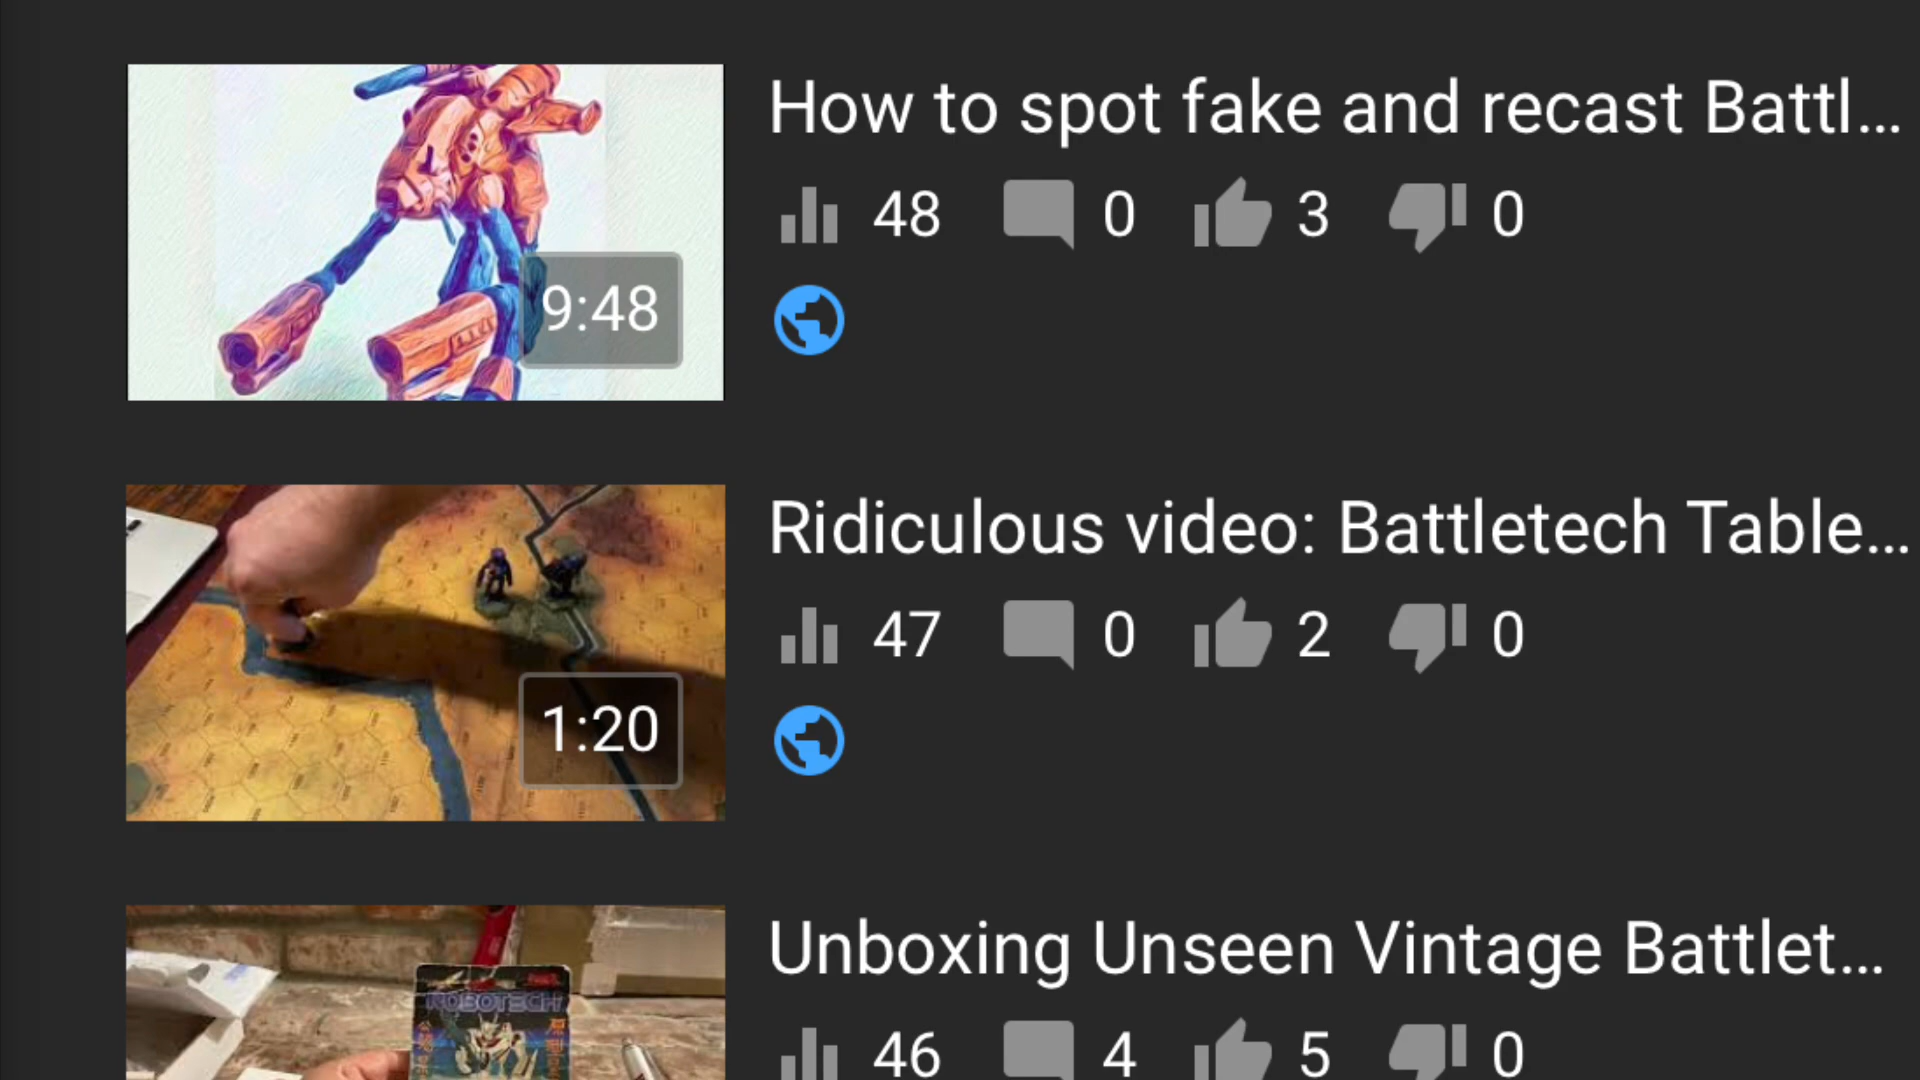 How to spot fake and recast Battl...
48 0 3 0
9:48
Ridiculous video: Battletech Table...
47 0 2 0
1:20
Unboxing Unseen Vintage Battlet...
ROBOTECH
46 4 5 0